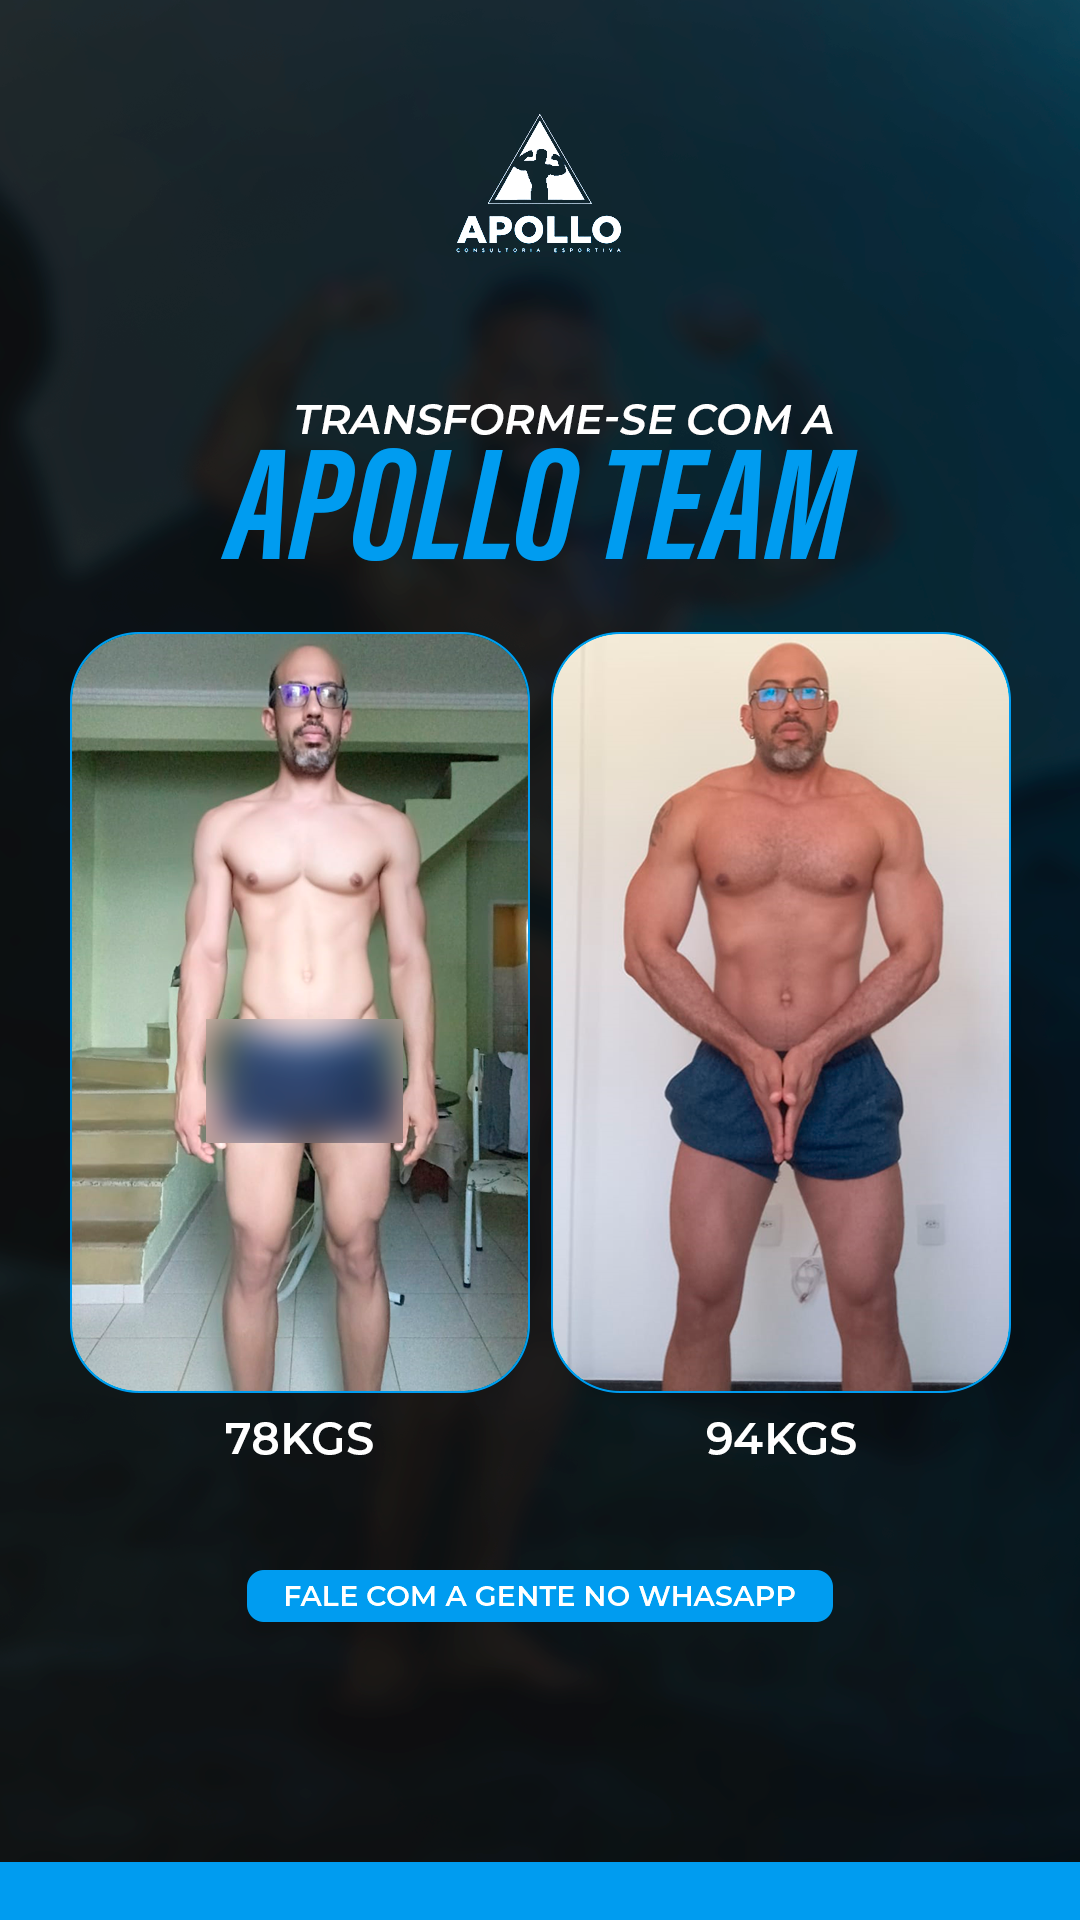 APOLLO
CONSULTORIA ESPORTIVA
TRANSFORME-SE COM A
APOLLO TEAM
78KGS
94KGS
FALE COM A GENTE NO WHASAPP